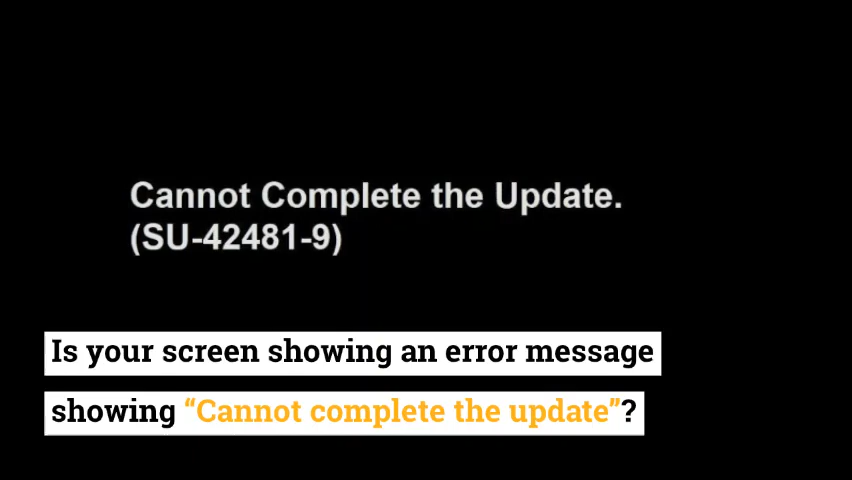 Cannot Complete the Update.
(SU-42481-9)
Is your screen showing an error message
showing “Cannot complete the update”?